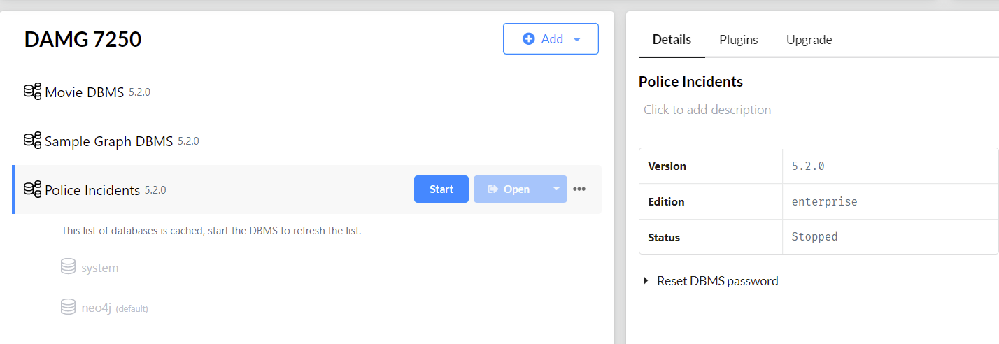 DAMG 7250
Add
Movie DBMS 5.2.0
Sample Graph DBMS 5.2.0
Police Incidents 5.2.0
Start
Open
This list of databases is cached, start the DBMS to refresh the list.
system
neo4j (default)
Details Plugins Upgrade
Police Incidents
Click to add description
Version 5.2.0
Edition enterprise
Status Stopped
Reset DBMS password